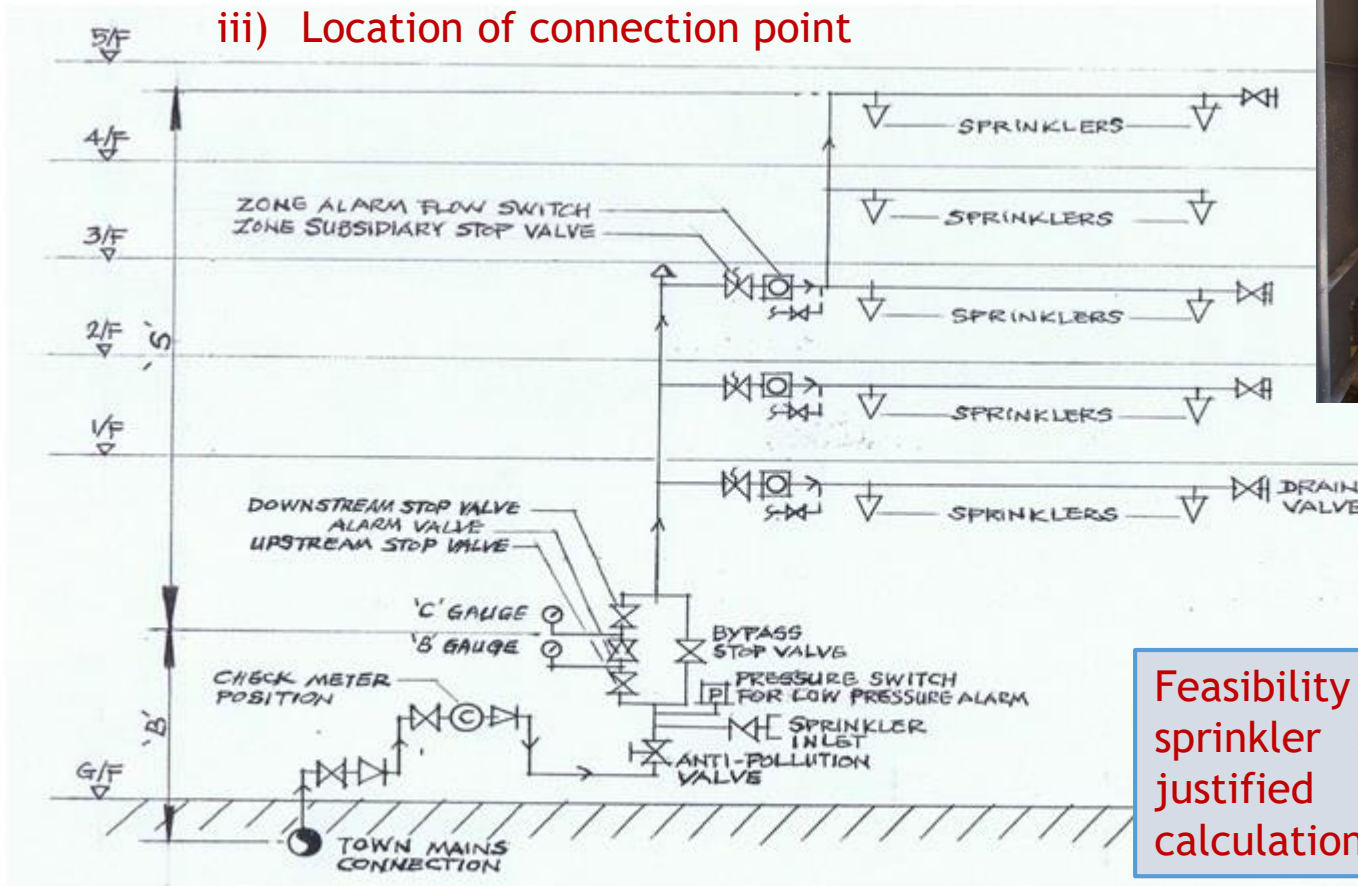 iii) Location of connection point
5/F
4/F
3/F
2/F
1/F
G/F
'S'
'B'
SPRINKLERS
SPRINKLERS
ZONE ALARM FLOW SWITCH
ZONE SUBSIDIARY STOP VALVE
SPRINKLERS
SPRINKLERS
SPRINKLERS
DRAIN
VALVE
DOWNSTREAM STOP VALVE
ALARM VALVE
UPSTREAM STOP VALVE
'C' GAUGE
'B' GAUGE
BYPASS
STOP VALVE
CHECK METER
POSITION
C
P
PRESSURE SWITCH
FOR LOW PRESSURE ALARM
SPRINKLER
INLET
ANTI-POLLUTION
VALVE
TOWN MAINS
CONNECTION
Feasibility
sprinkler
justified
calculation